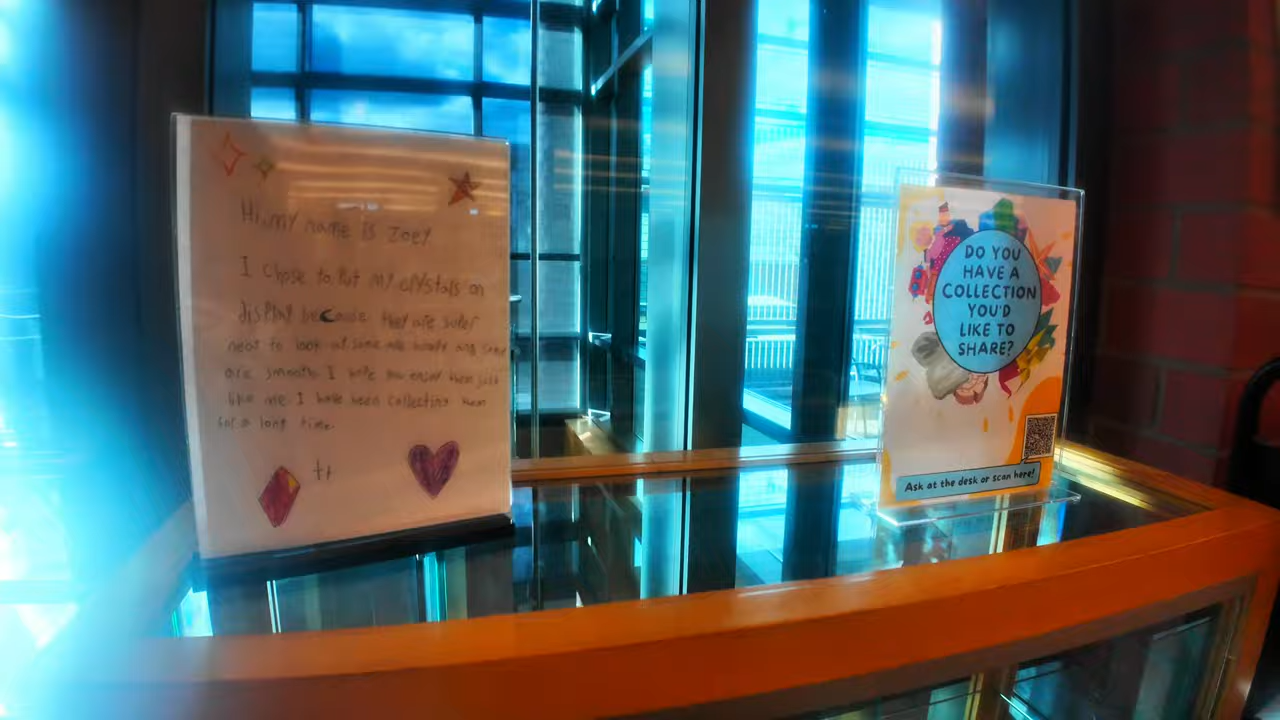 Hi, my name is Zoey
I chose to put my crystals on
display because they are super
neat to look at some are rough and some
are smooth. I hope you enjoy them just
like me I have been collecting them
for a long time.
DO YOU
HAVE A
COLLECTION
YOU'D
LIKE TO
SHARE?
Ask at the desk or scan here!